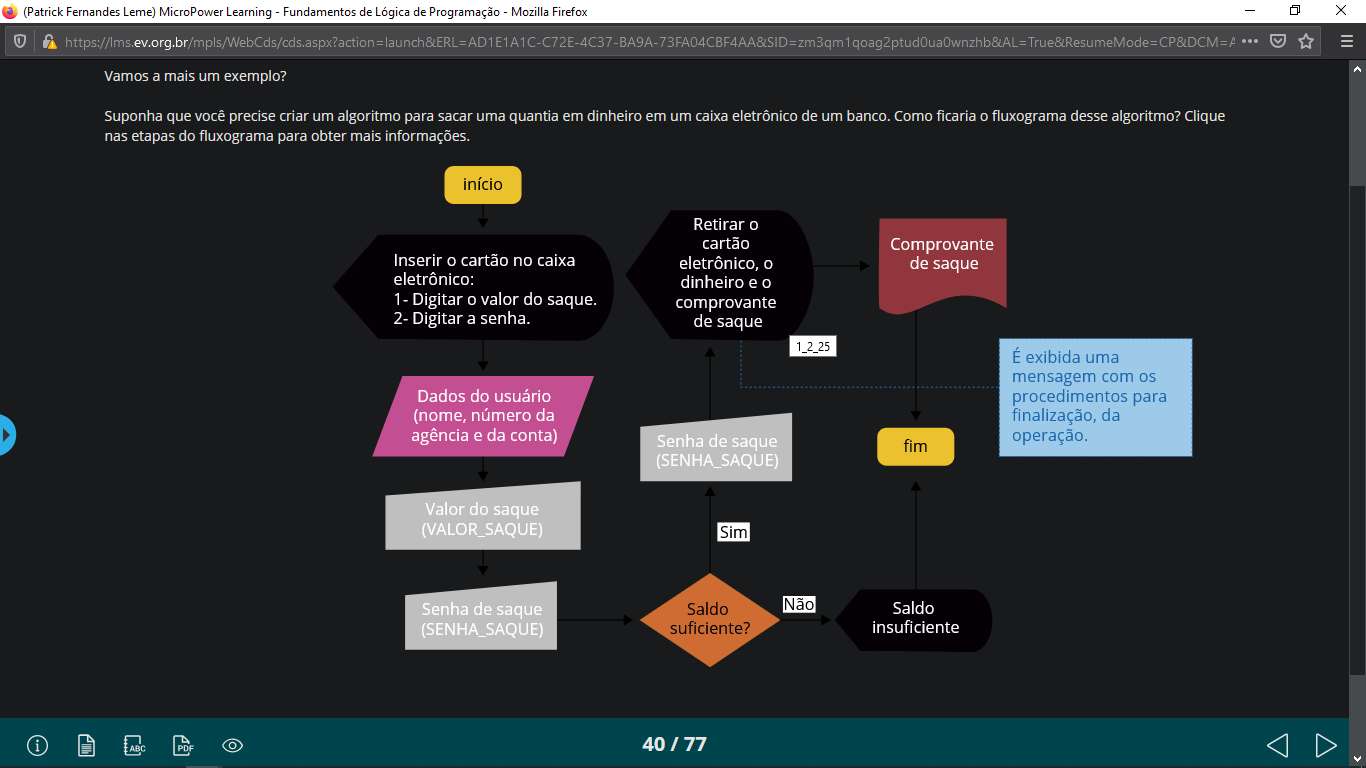 (Patrick Fernandes Leme) MicroPower Learning - Fundamentos de Lógica de Programação - Mozilla Firefox
https://lms.ev.org.br/mpls/WebCds/cds.aspx?action=launch&ERL=AD1E1A1C-C72E-4C37-BA9A-73FA04CBF4AA&SID=zm3qm1qoag2ptud0ua0wnzhb&AL=True&ResumeMode=CP&DCM=A
Vamos a mais um exemplo?
Suponha que você precise criar um algoritmo para sacar uma quantia em dinheiro em um caixa eletrônico de um banco. Como ficaria o fluxograma desse algoritmo? Clique
nas etapas do fluxograma para obter mais informações.
início
Inserir o cartão no caixa
eletrônico:
1- Digitar o valor do saque.
2- Digitar a senha.
Dados do usuário
(nome, número da
agência e da conta)
Valor do saque
(VALOR_SAQUE)
Senha de saque
(SENHA_SAQUE)
Saldo
suficiente?
Sim
Não
Senha de saque
(SENHA_SAQUE)
Retirar o
cartão
eletrônico, o
dinheiro e o
comprovante
de saque
1_2_25
Comprovante
de saque
É exibida uma
mensagem com os
procedimentos para
finalização, da
operação.
fim
Saldo
insuficiente
ABC
PDF
40 / 77